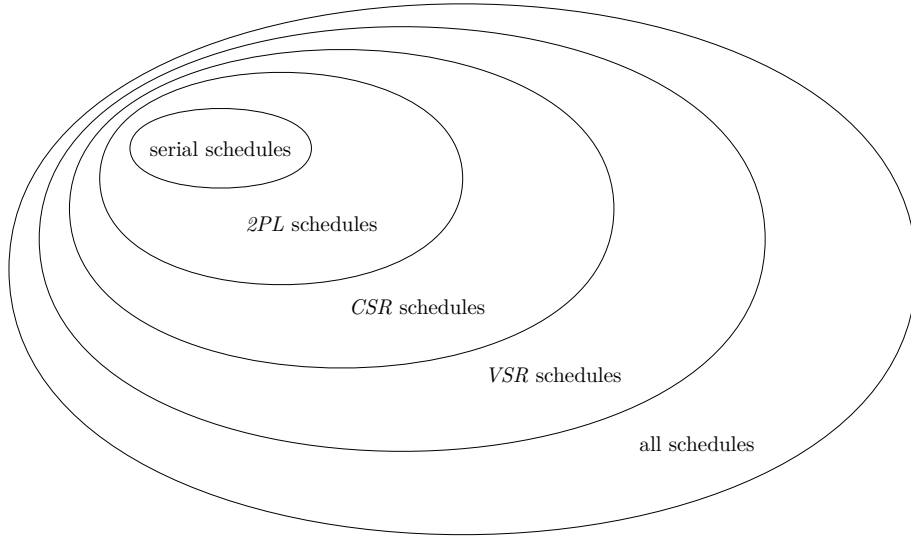 serial schedules
2PL schedules
CSR schedules
VSR schedules
all schedules